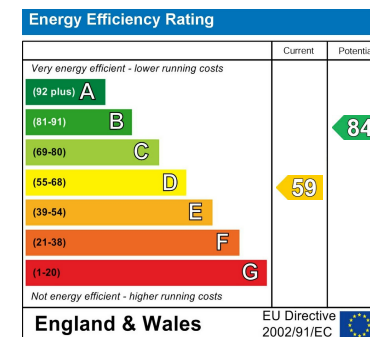 Energy Efficiency Rating
Current Potentia
Very energy efficient - lower running costs
(92 plus) A
(81-91) B
84
(69-80) C
(55-68) D
59
(39-54) E
(21-38) F
(1-20) G
Not energy efficient - higher running costs
England & Wales
EU Directive
2002/91/EC